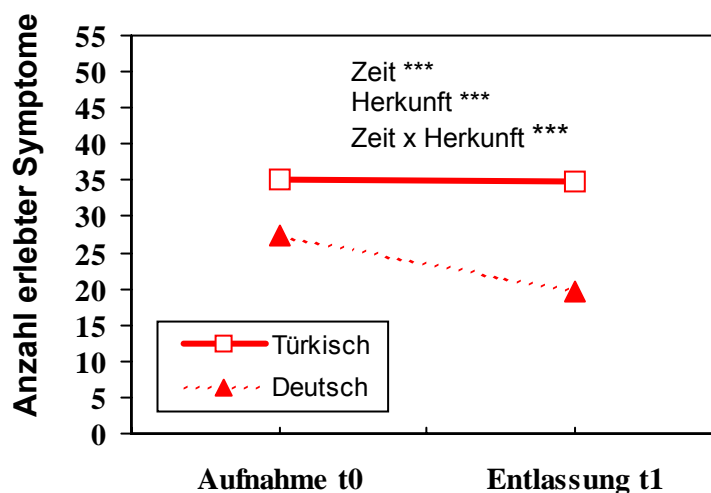 Anzahl erlebter Symptome
55
50
45
40
35
30
25
20
15
10
5
0
Zeit ***
Herkunft ***
Zeit x Herkunft ***
Türkisch
Deutsch
Aufnahme t0 Entlassung t1